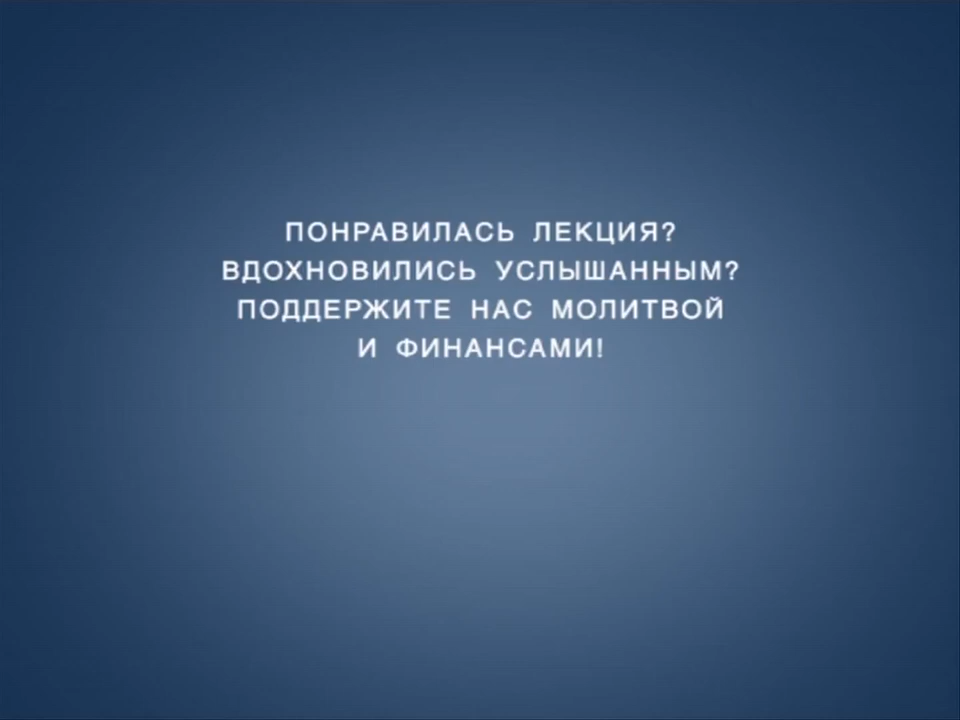 ПОНРАВИЛАСЬ ЛЕКЦИЯ?
ВДОХНОВИЛИСЬ УСЛЫШАННЫМ?
ПОДДЕРЖИТЕ НАС МОЛИТВОЙ
И ФИНАНСАМИ!